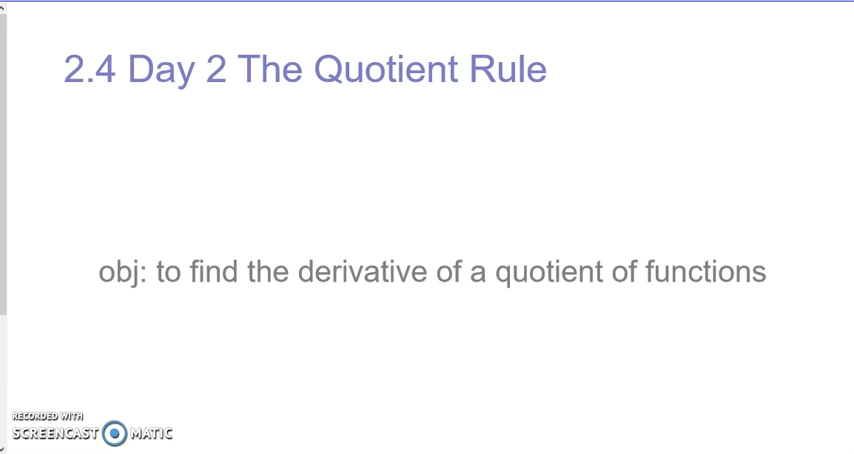 2.4 Day 2 The Quotient Rule
obj: to find the derivative of a quotient of functions
RECORDED WITH
SCREENCAST MATIC